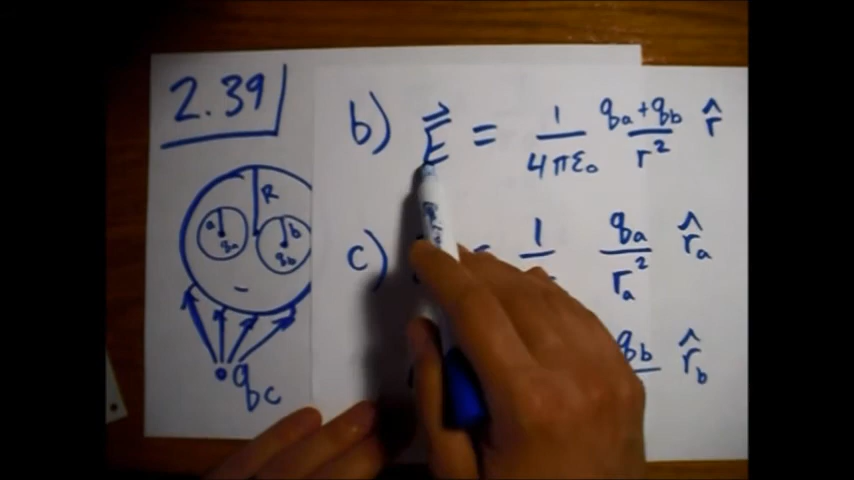 2.39
R
a
qa
b
qb
-
qc
b) E = 1/4πε₀ (qa+qb)/r² r̂
c) = 1 qa/ra² r̂a
qb r̂b